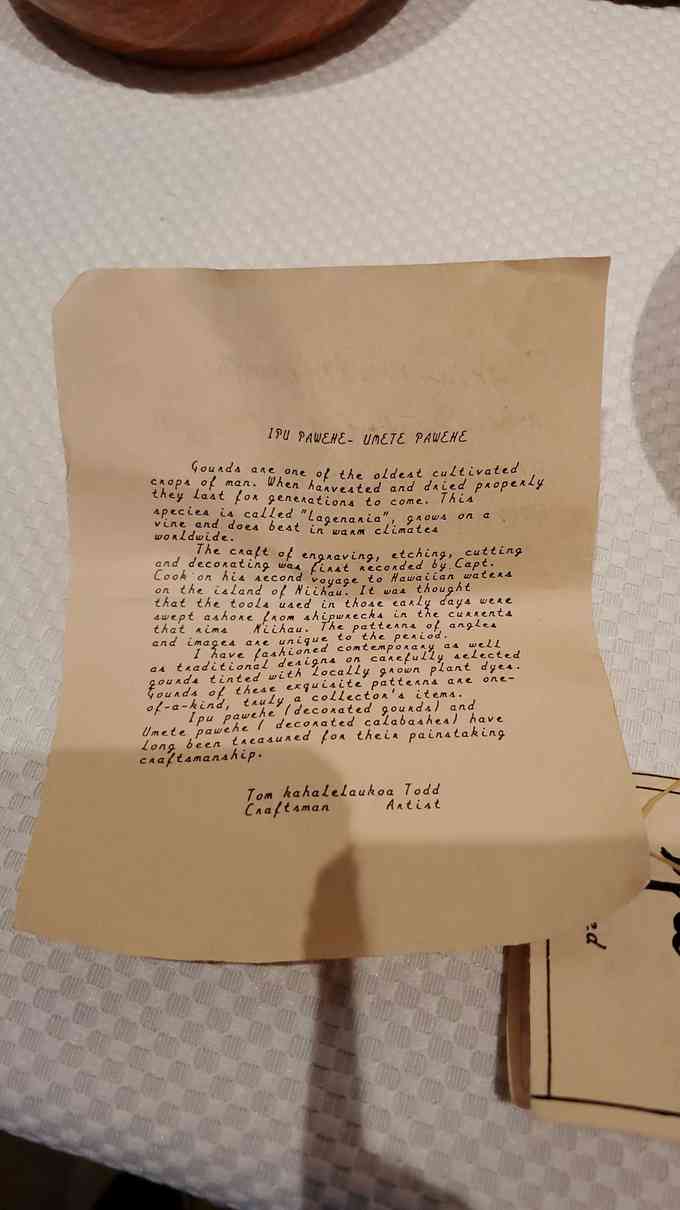 IPU PAWEHE- UMETE PAWEHE
Gourds are one of the oldest cultivated
crops of man. When harvested and dried properly
they last for generations to come. This
species is called "Lagenaria", grows on a
vine and does best in warm climates
worldwide.
The craft of engraving, etching, cutting
and decorating was first recorded by Capt.
Cook on his second voyage to Hawaiian waters
on the island of Niihau. It was thought
that the tools used in those early days were
swept ashore from shipwrecks in the currents
that rims Niihau. The patterns of angles
and images are unique to the period.
I have fashioned comtemporary as well
as traditional designs on carefully selected
gourds tinted with locally grown plant dyes.
Gourds of these exquisite patterns are one-
of-a-kind, truly a collector's items.
Ipu pawehe (decorated gourds) and
Umete pawehe ( decorated calabashes) have
long been treasured for their painstaking
craftsmanship.
Tom kahalelaukoa Todd
Craftsman Artist